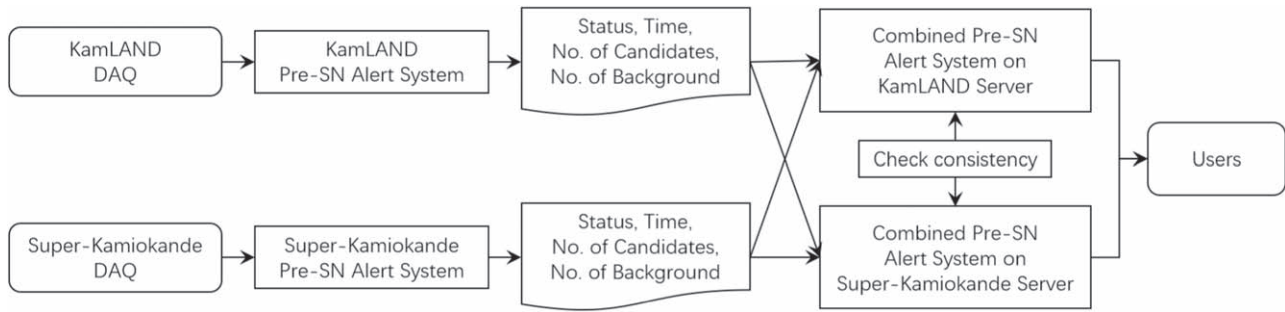 KamLAND
DAQ
KamLAND
Pre-SN Alert System
Status, Time,
No. of Candidates,
No. of Background
Combined Pre-SN
Alert System on
KamLAND Server
Check consistency
Users
Super-Kamiokande
DAQ
Super-Kamiokande
Pre-SN Alert System
Status, Time,
No. of Candidates,
No. of Background
Combined Pre-SN
Alert System on
Super-Kamiokande Server